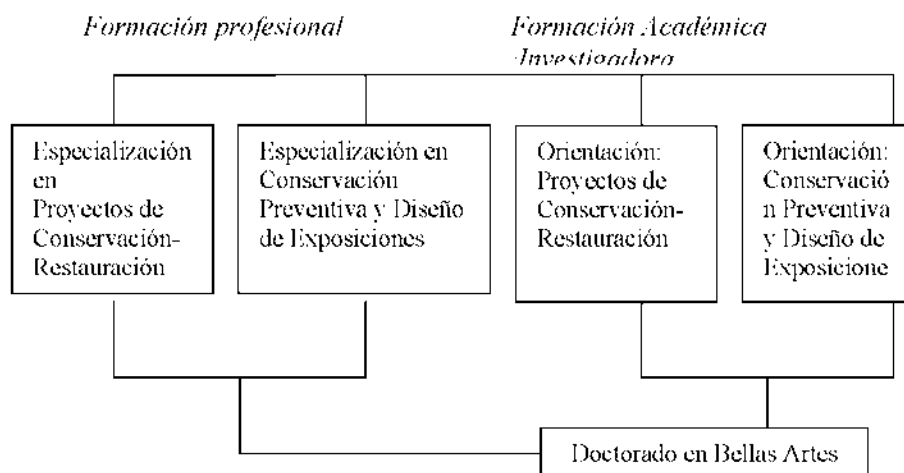 Formación profesional
Formación Académica
Investigadora
Especialización
en
Proyectos de
Conservación-
Restauración
Especialización en
Conservación
Preventiva y Diseño
de Exposiciones
Orientación:
Proyectos de
Conservación-
Restauración
Orientación:
Conservació
n Preventiva
y Diseño de
Exposicione
Doctorado en Bellas Artes